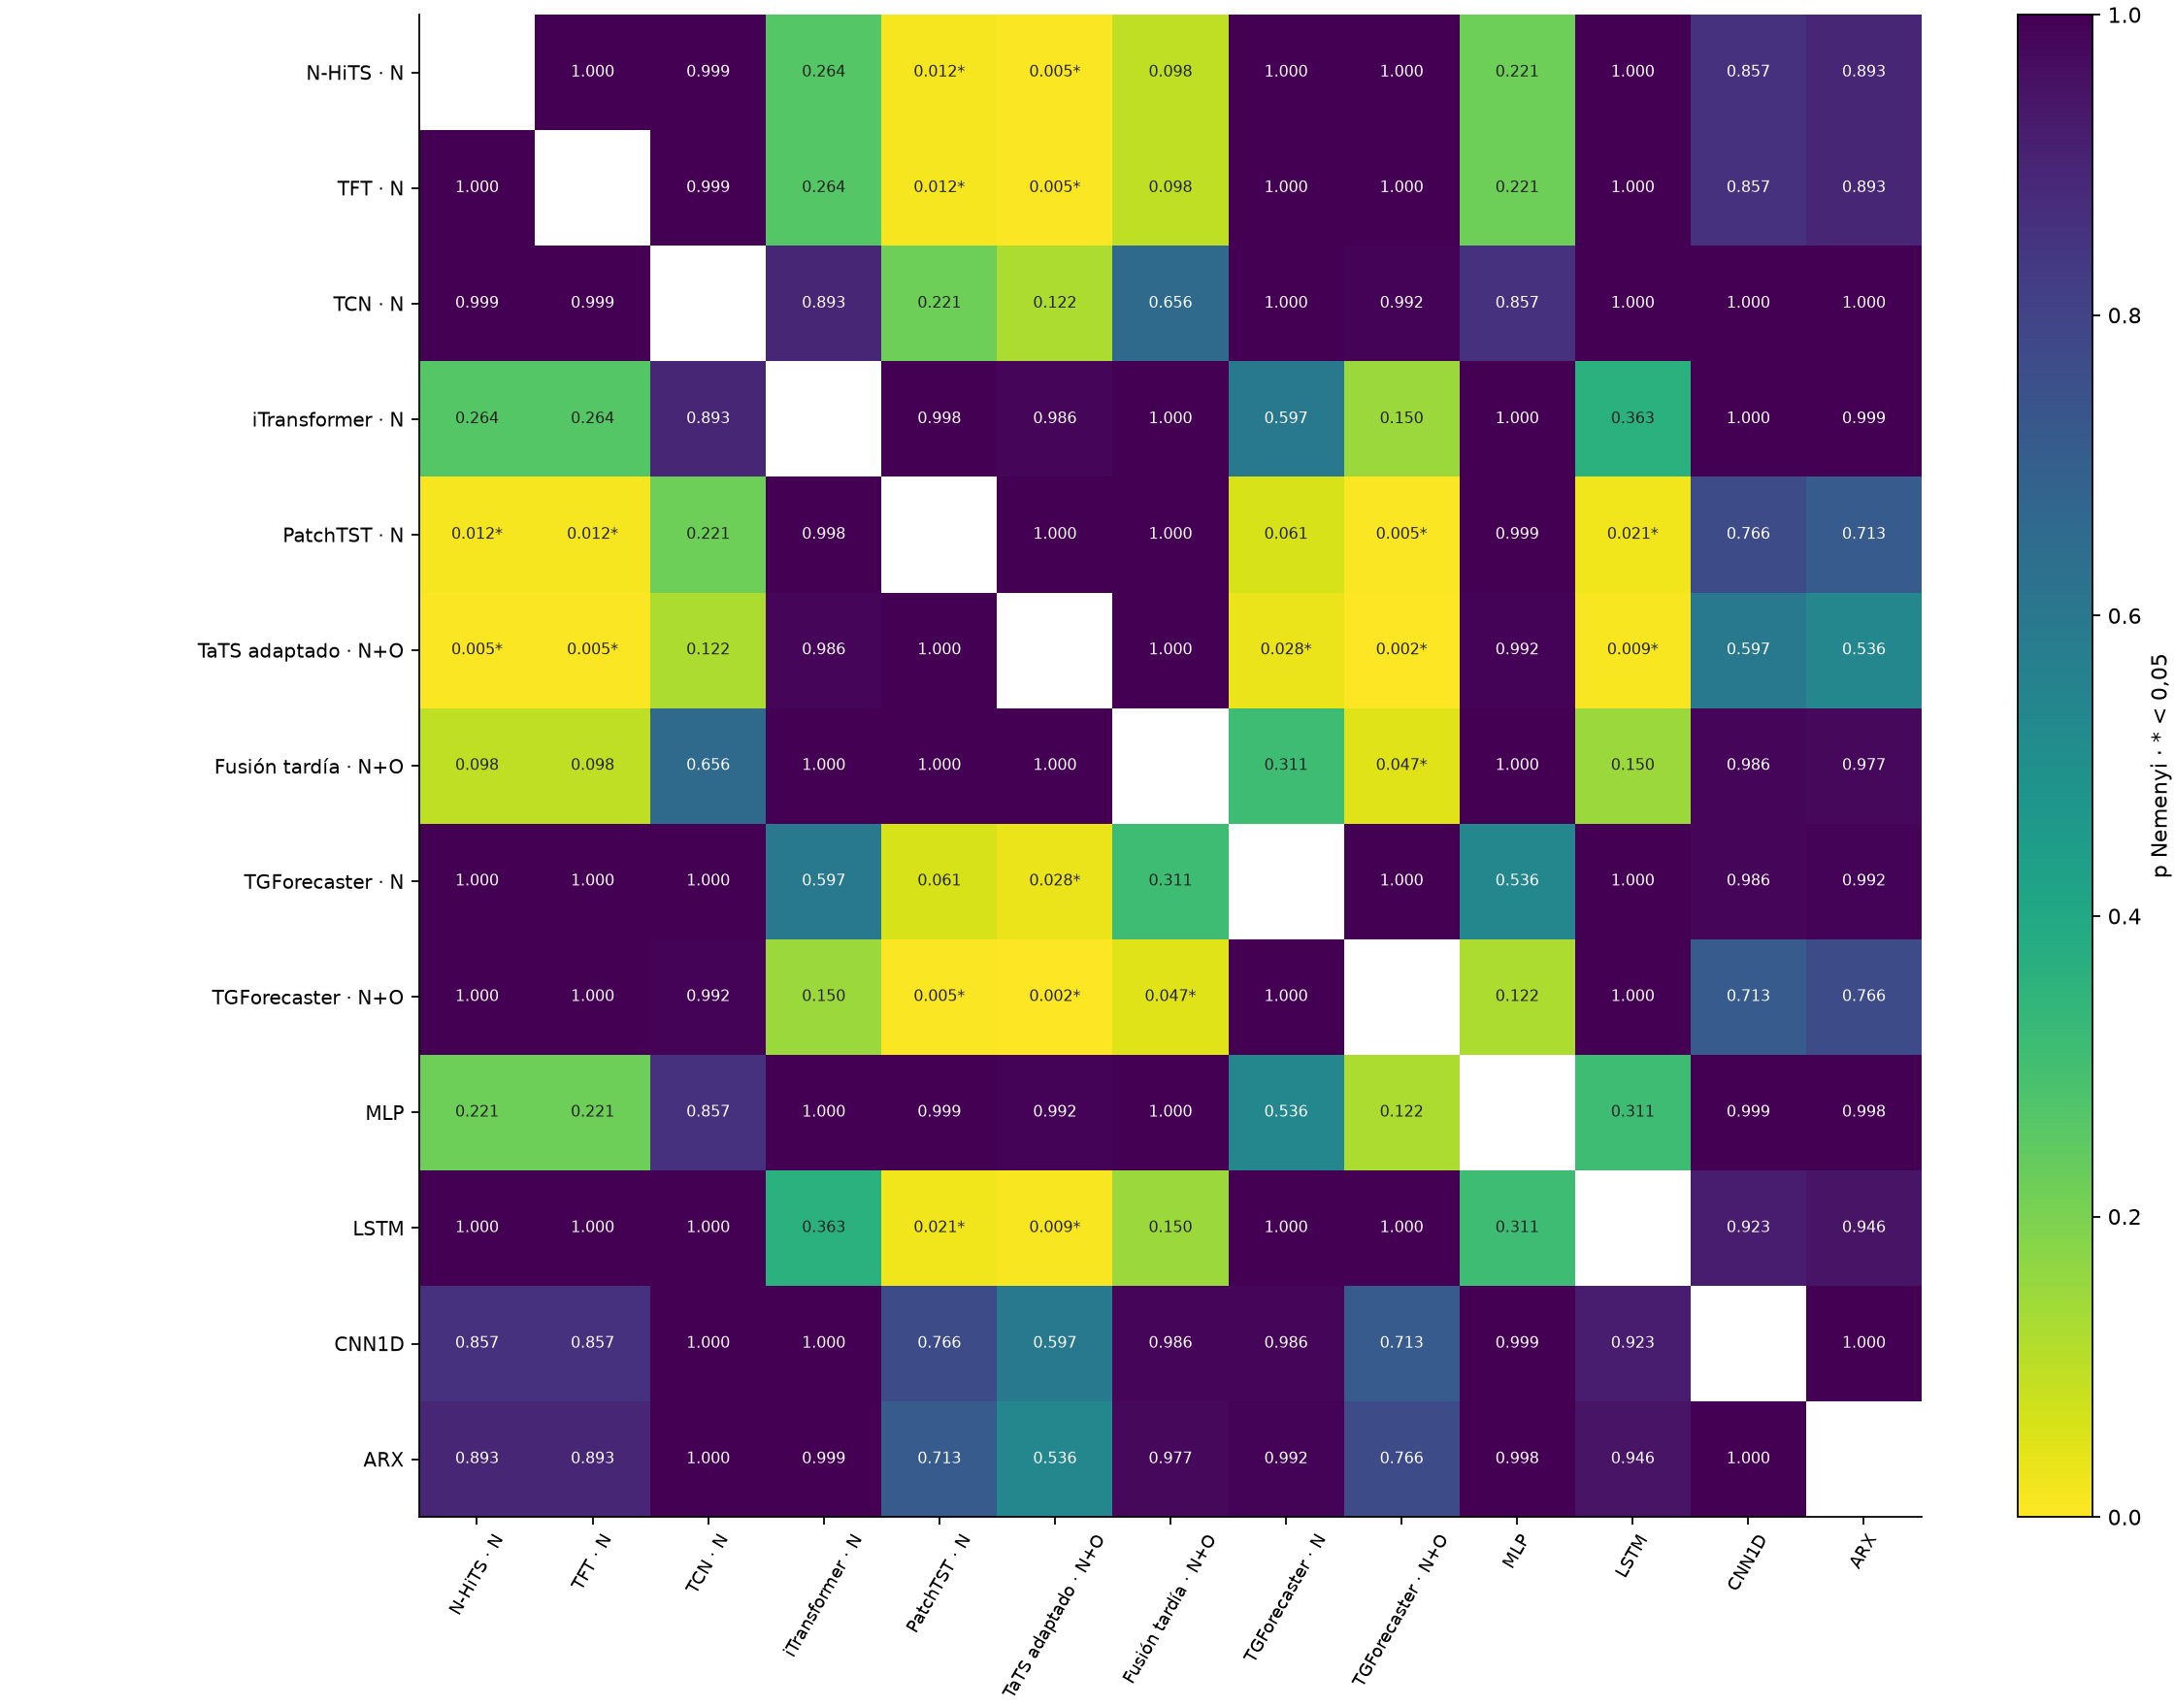 N-HiTS · N 1.000 0.999 0.264 0.012* 0.005* 0.098 1.000 1.000 0.221 1.000 0.857 0.893
TFT · N 1.000 0.999 0.264 0.012* 0.005* 0.098 1.000 1.000 0.221 1.000 0.857 0.893
TCN · N 0.999 0.999 0.893 0.221 0.122 0.656 1.000 0.992 0.857 1.000 1.000 1.000
iTransformer · N 0.264 0.264 0.893 0.998 0.986 1.000 0.597 0.150 1.000 0.363 1.000 0.999
PatchTST · N 0.012* 0.012* 0.221 0.998 1.000 1.000 0.061 0.005* 0.999 0.021* 0.766 0.713
TaTS adaptado · N+O 0.005* 0.005* 0.122 0.986 1.000 1.000 0.028* 0.002* 0.992 0.009* 0.597 0.536
Fusión tardía · N+O 0.098 0.098 0.656 1.000 1.000 1.000 0.311 0.047* 1.000 0.150 0.986 0.977
TGForecaster · N 1.000 1.000 1.000 0.597 0.061 0.028* 0.311 1.000 0.536 1.000 0.986 0.992
TGForecaster · N+O 1.000 1.000 0.992 0.150 0.005* 0.002* 0.047* 1.000 0.122 1.000 0.713 0.766
MLP 0.221 0.221 0.857 1.000 0.999 0.992 1.000 0.536 0.122 0.311 0.999 0.998
LSTM 1.000 1.000 1.000 0.363 0.021* 0.009* 0.150 1.000 1.000 0.311 0.923 0.946
CNN1D 0.857 0.857 1.000 1.000 0.766 0.597 0.986 0.986 0.713 0.999 0.923 1.000
ARX 0.893 0.893 1.000 0.999 0.713 0.536 0.977 0.992 0.766 0.998 0.946 1.000
N-HiTS · N
TFT · N
TCN · N
iTransformer · N
PatchTST · N
TaTS adaptado · N+O
Fusión tardía · N+O
TGForecaster · N
TGForecaster · N+O
MLP
LSTM
CNN1D
ARX
1.0
0.8
0.6
0.4
0.2
0.0
p Nemenyi · * < 0,05